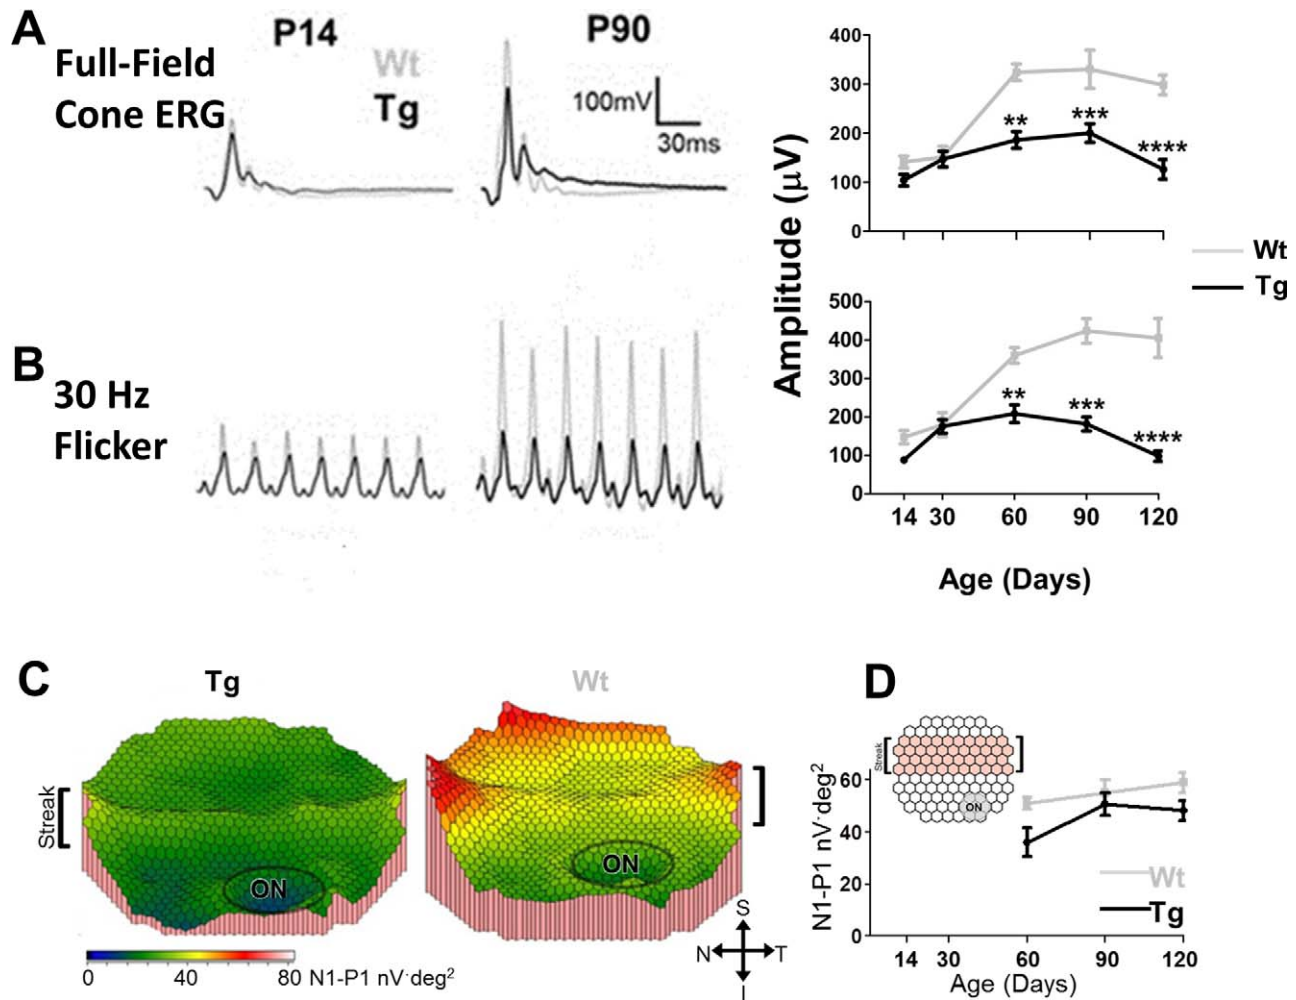 A
Full-Field
Cone ERG
P14
Wt
Tg
P90
100mV
30ms
400
300
200
100
0
**
***
****
Amplitude (µV)
Wt
Tg
B
30 Hz
Flicker
500
400
300
200
100
0
**
***
****
14 30 60 90 120
Age (Days)
C
Tg
Wt
Streak
ON
ON
0 40 80 N1-P1 nV·deg²
S
N T
I
D
Streak
ON
N1-P1 nV·deg²
60
40
20
0
Wt
Tg
14 30 60 90 120
Age (Days)